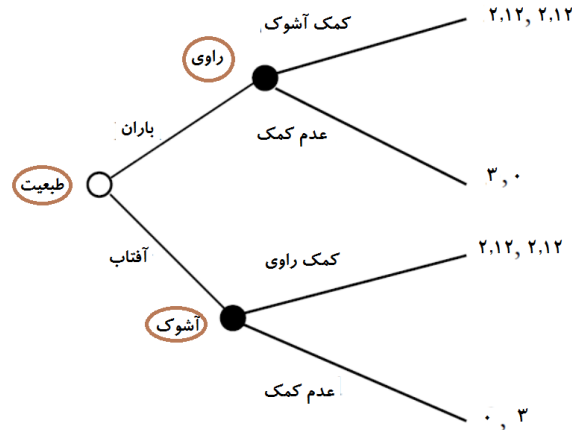 کمک آشوک
۲,۱۲, ۲,۱۲
راوی
باران
عدم کمک
۳ , ۰
طبعیت
آفتاب
کمک راوی
۲,۱۲, ۲,۱۲
آشوک
عدم کمک
۰ , ۳